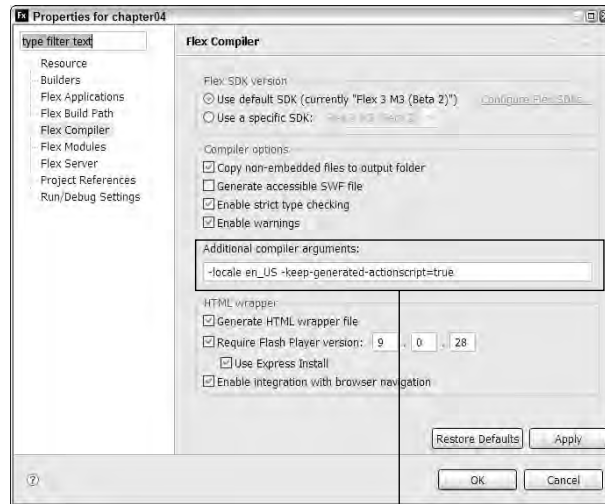 Properties for chapter04
type filter text
Resource
Builders
Flex Applications
Flex Build Path
Flex Compiler
Flex Modules
Flex Server
Project References
Run/Debug Settings
Flex Compiler
Flex SDK version
Use default SDK (currently "Flex 3 M3 (Beta 2)") Configure Flex SDKs...
Use a specific SDK: Flex 3 M3 (Beta 2)
Compiler options
Copy non-embedded files to output folder
Generate accessible SWF file
Enable strict type checking
Enable warnings
Additional compiler arguments:
-locale en_US -keep-generated-actionscript=true
HTML wrapper
Generate HTML wrapper file
Require Flash Player version: 9 . 0 . 28
Use Express Install
Enable integration with browser navigation
Restore Defaults Apply
OK Cancel